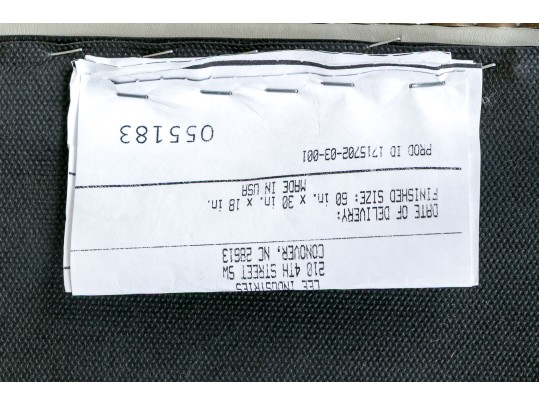 LEE INDUSTRIES
210 4TH STREET SW
CONOVER, NC 28613
DATE OF DELIVERY:
FINISHED SIZE: 60 in. x 30 in. x 18 in.
MADE IN USA
PROD ID 1715702-03-001
055183